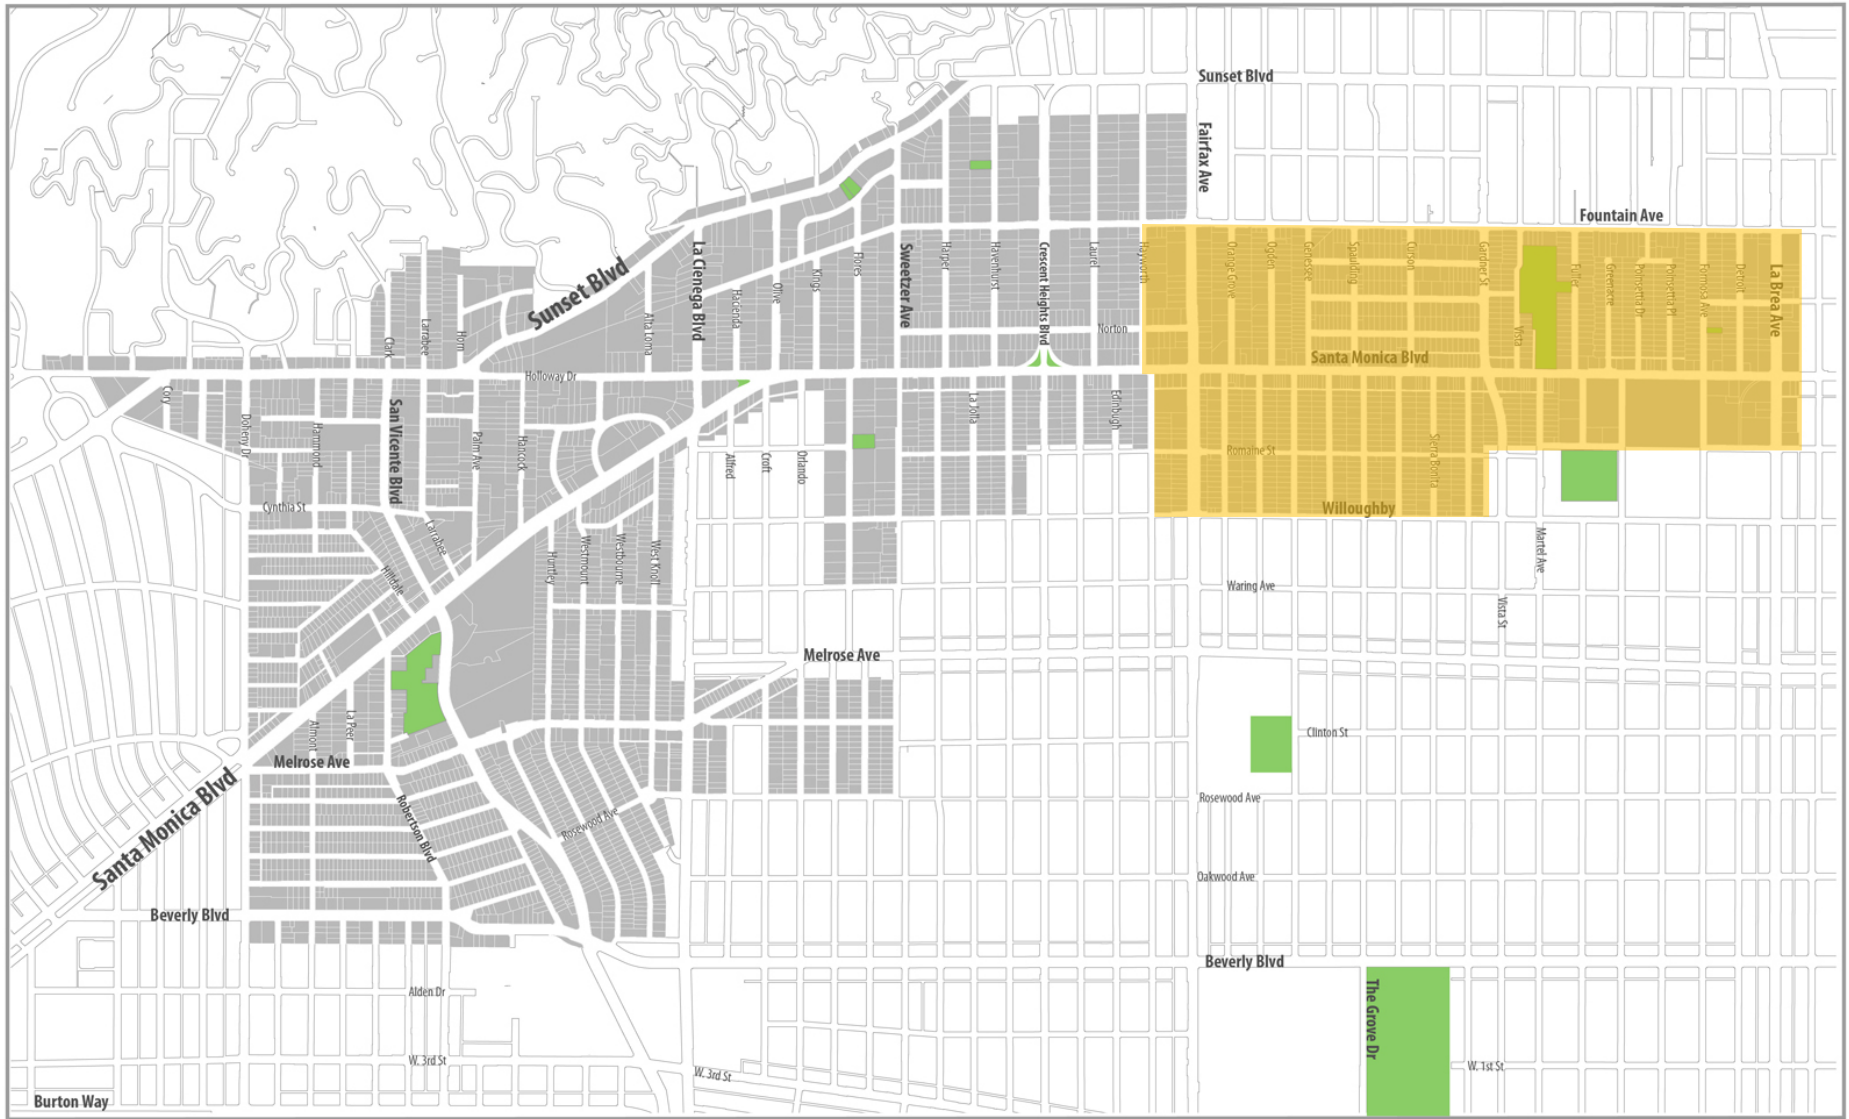 Sunset Blvd
Fairfax Ave
Fountain Ave
Sunset Blvd
La Cienega Blvd
Sweetzer Ave
Harper
Havenhurst
Crescent Heights Blvd
Laurel
Hayworth
Orange Grove
Ogden
Genesee
Spaulding
Curson
Gardner St
Vista
Fuller
Greenacre
Poinsettia Dr
Poinsettia Pl
Formosa Ave
Detroit
La Brea Ave
Clark
Larrabee
Horn
Alta Loma
Hacienda
Olive
Kings
Flores
Norton
Santa Monica Blvd
Holloway Dr
Cory
Doheny Dr
Hammond
San Vicente Blvd
Palm Ave
Hancock
Alfred
Croft
Orlando
La Jolla
Edinbugh
Romaine St
Sierra Bonita
Willoughby
Cynthia St
Larrabee
Hilldale
Huntley
Westmount
Westbourne
West Knoll
Martel Ave
Waring Ave
Vista St
Melrose Ave
Almont
La Peer
Melrose Ave
Clinton St
Santa Monica Blvd
Robertson Blvd
Rosewood Ave
Rosewood Ave
Oakwood Ave
Beverly Blvd
Beverly Blvd
Alden Dr
The Grove Dr
W. 3rd St
W. 3rd St
W. 1st St
Burton Way